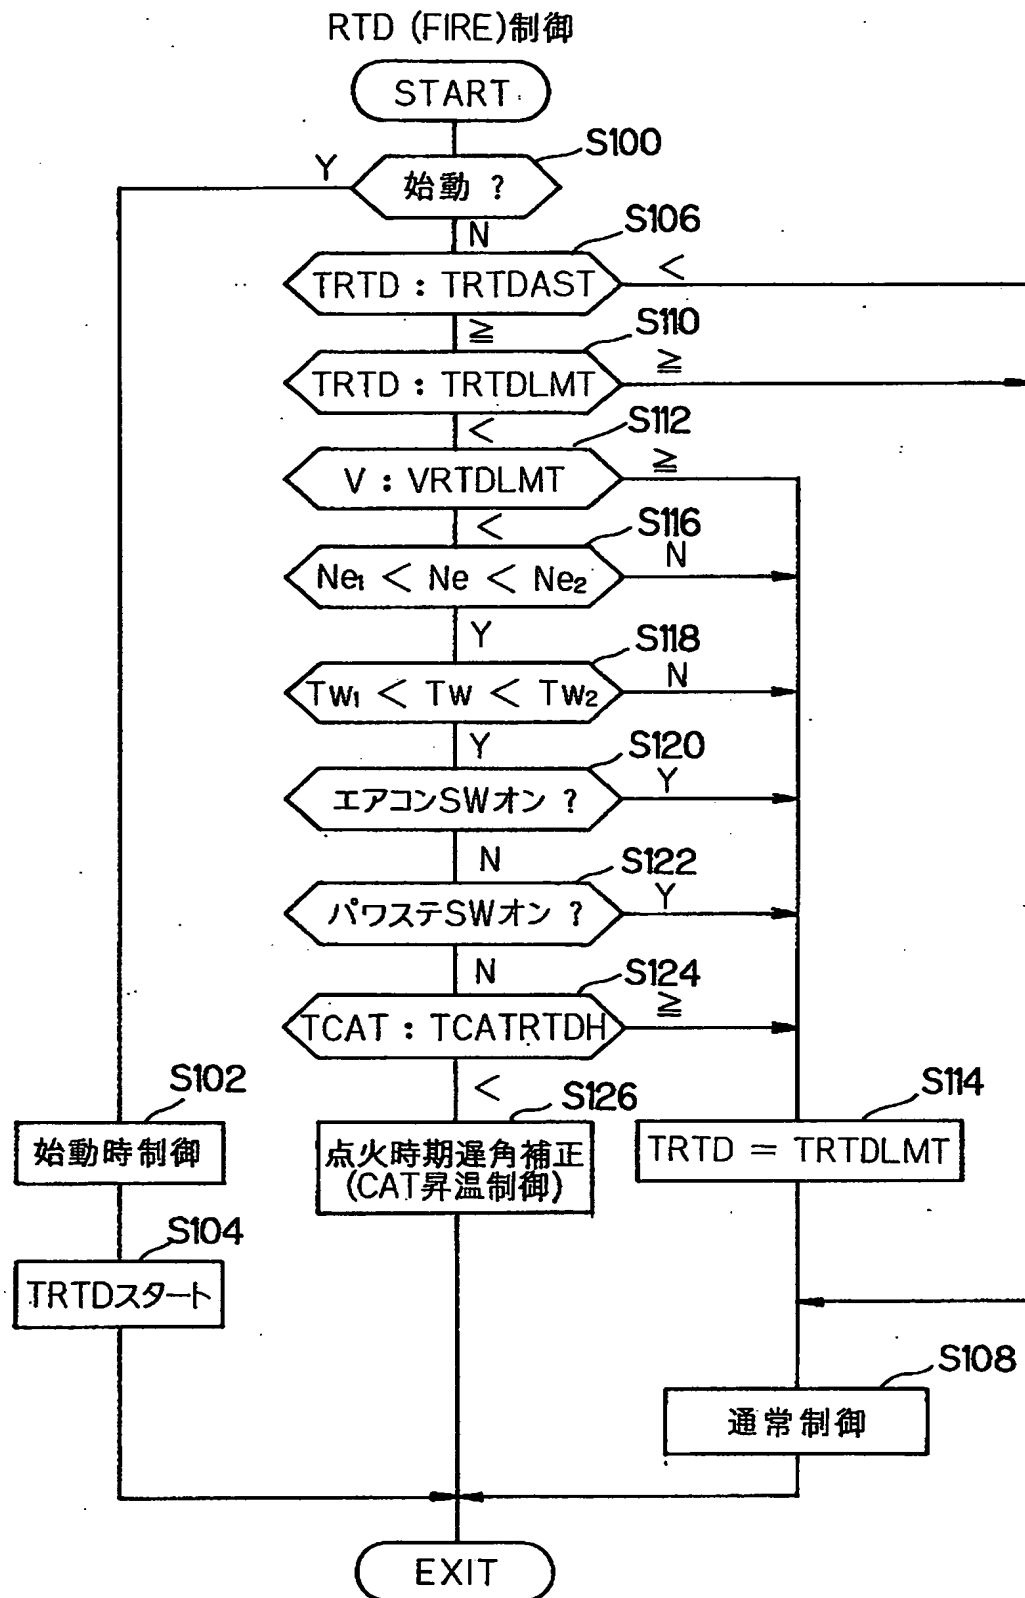 RTD (FIRE)制御
START
S100
Y
始動 ?
N
S106
TRTD : TRTDAST
<
≧
S110
TRTD : TRTDLMT
≧
<
S112
V : VRTDLMT
≧
<
S116
Ne1 < Ne < Ne2
N
Y
S118
Tw1 < Tw < Tw2
N
Y
S120
エアコンSWオン ?
Y
N
S122
パワステSWオン ?
Y
N
S124
TCAT : TCATRTDH
≧
<
S102
始動時制御
S126
点火時期遅角補正
(CAT昇温制御)
S114
TRTD = TRTDLMT
S104
TRTDスタート
S108
通常制御
EXIT